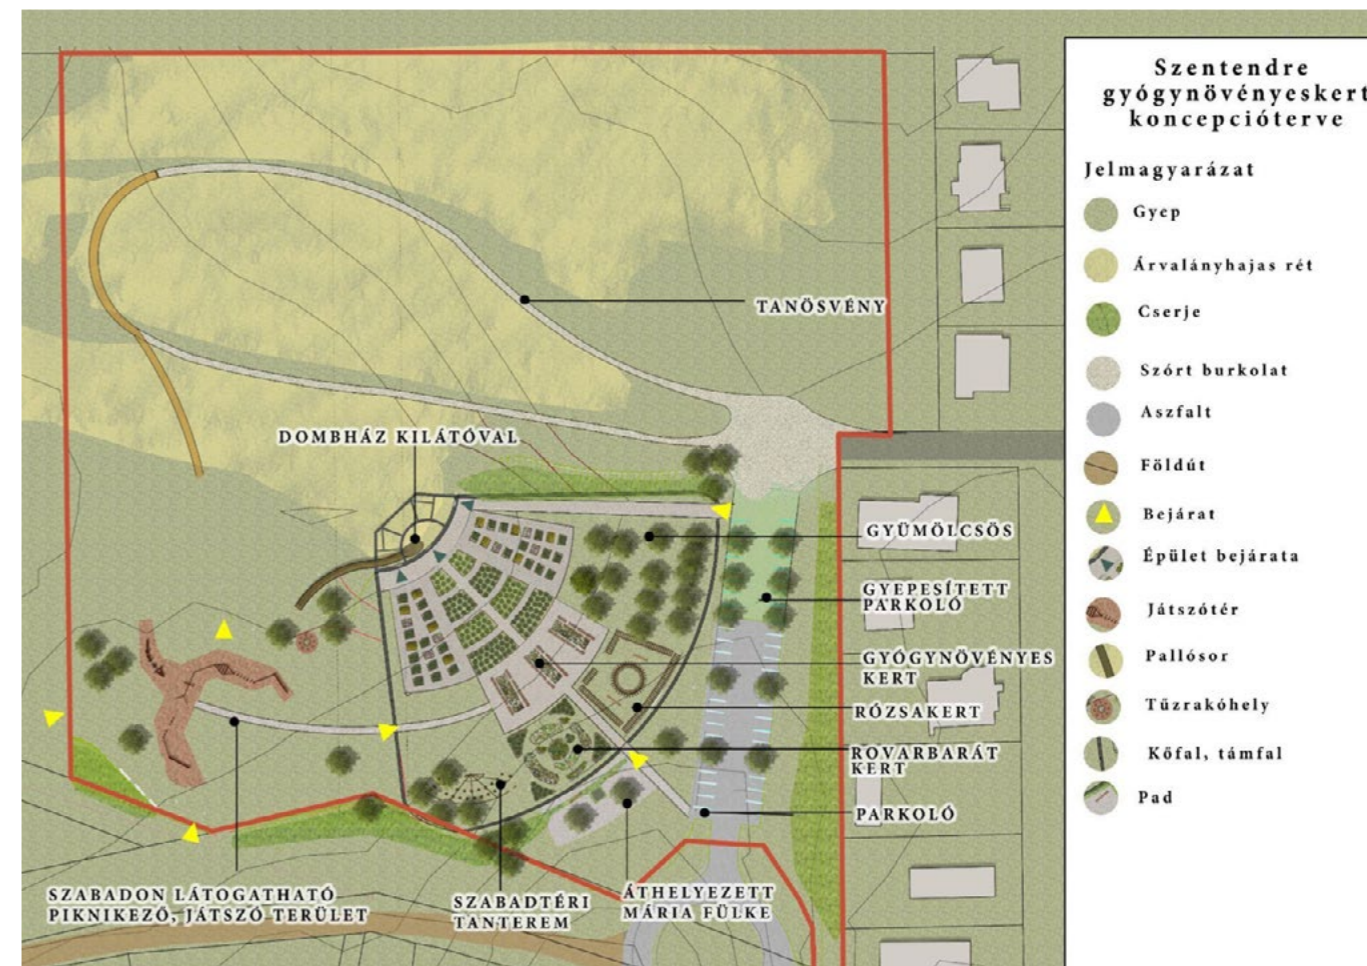 Szentendre
gyógynövényeskert
koncepcióterve
Jelmagyarázat
Gyep
Árvalányhajas rét
Cserje
Szórt burkolat
Aszfalt
Földút
Bejárat
Épület bejárata
Játszótér
Pallósor
Tűzrakóhely
Kőfal, támfal
Pad
TANÖSVÉNY
DOMBHÁZ KILÁTÓVAL
GYÜMÖLCSÖS
GYEPESÍTETT
PARKOLÓ
GYÓGYNÖVÉNYES
KERT
RÓZSAKERT
ROVARBARÁT
KERT
PARKOLÓ
SZABADON LÁTOGATHATÓ
PIKNIKEZŐ, JÁTSZÓ TERÜLET
SZABADTÉRI
TANTEREM
ÁTHELYEZETT
MÁRIA FÜLKE